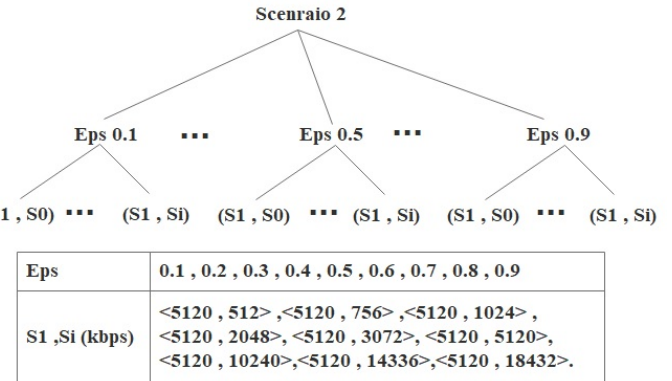 Scenraio 2
Eps 0.1 ... Eps 0.5 ... Eps 0.9
1 , S0) ... (S1 , Si) (S1 , S0) ... (S1 , Si) (S1 , S0) ... (S1 , Si)
Eps 0.1 , 0.2 , 0.3 , 0.4 , 0.5 , 0.6 , 0.7 , 0.8 , 0.9
S1 ,Si (kbps)
<5120 , 512> ,<5120 , 756> ,<5120 , 1024> ,
<5120 , 2048>, <5120 , 3072>, <5120 , 5120>,
<5120 , 10240>,<5120 , 14336>,<5120 , 18432>.